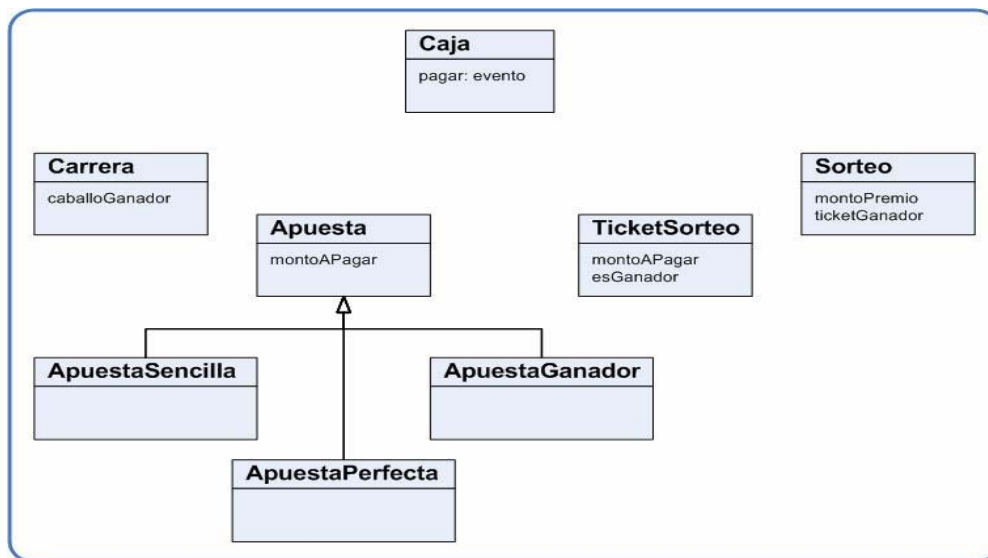 Caja
pagar: evento
Carrera
caballoGanador
Sorteo
montoPremio
ticketGanador
Apuesta
montoAPagar
TicketSorteo
montoAPagar
esGanador
ApuestaSencilla
ApuestaGanador
ApuestaPerfecta